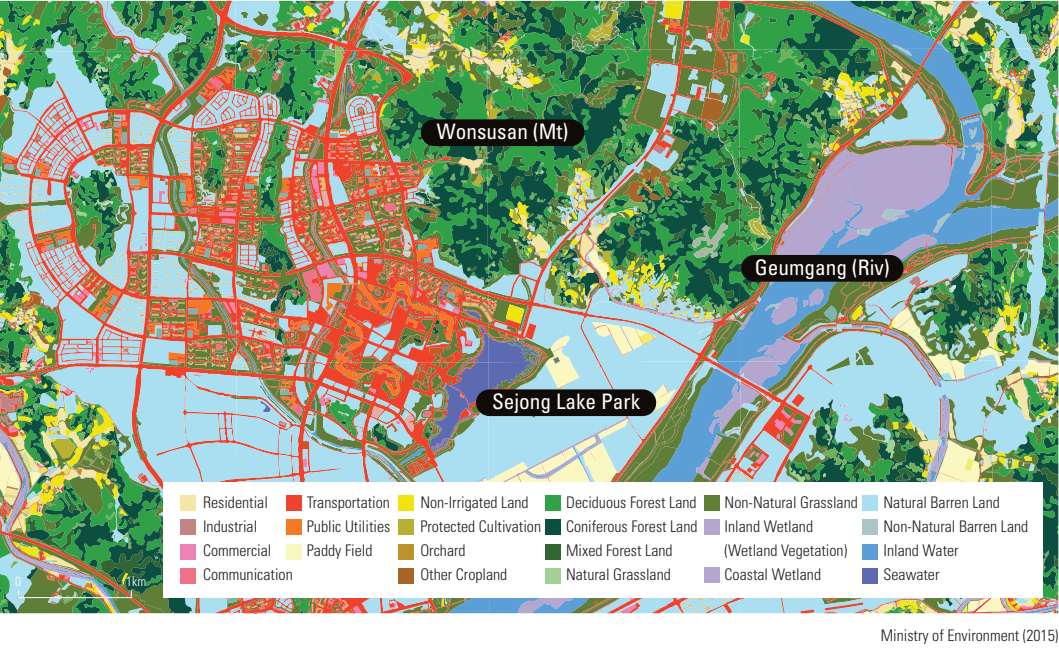 Wonsusan (Mt)
Geumgang (Riv)
Sejong Lake Park
Residential
Industrial
Commercial
Communication
Transportation
Public Utilities
Paddy Field
Non-Irrigated Land
Protected Cultivation
Orchard
Other Cropland
Deciduous Forest Land
Coniferous Forest Land
Mixed Forest Land
Natural Grassland
Non-Natural Grassland
Inland Wetland
(Wetland Vegetation)
Coastal Wetland
Natural Barren Land
Non-Natural Barren Land
Inland Water
Seawater
0 1km
Ministry of Environment (2015)